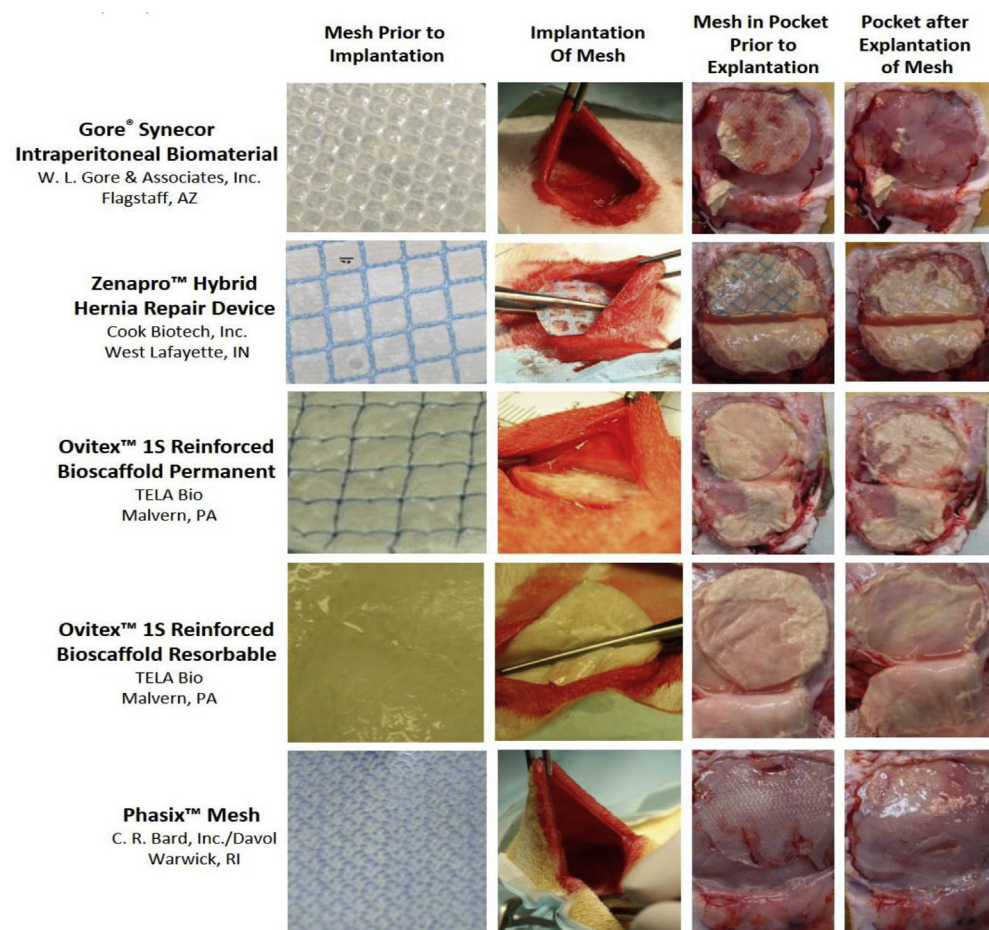 Mesh Prior to
Implantation
Implantation
Of Mesh
Mesh in Pocket
Prior to
Explantation
Pocket after
Explantation
of Mesh
Gore® Synecor
Intraperitoneal Biomaterial
W. L. Gore & Associates, Inc.
Flagstaff, AZ
Zenapro™ Hybrid
Hernia Repair Device
Cook Biotech, Inc.
West Lafayette, IN
Ovitex™ 1S Reinforced
Bioscaffold Permanent
TELA Bio
Malvern, PA
Ovitex™ 1S Reinforced
Bioscaffold Resorbable
TELA Bio
Malvern, PA
Phasix™ Mesh
C. R. Bard, Inc./Davol
Warwick, RI